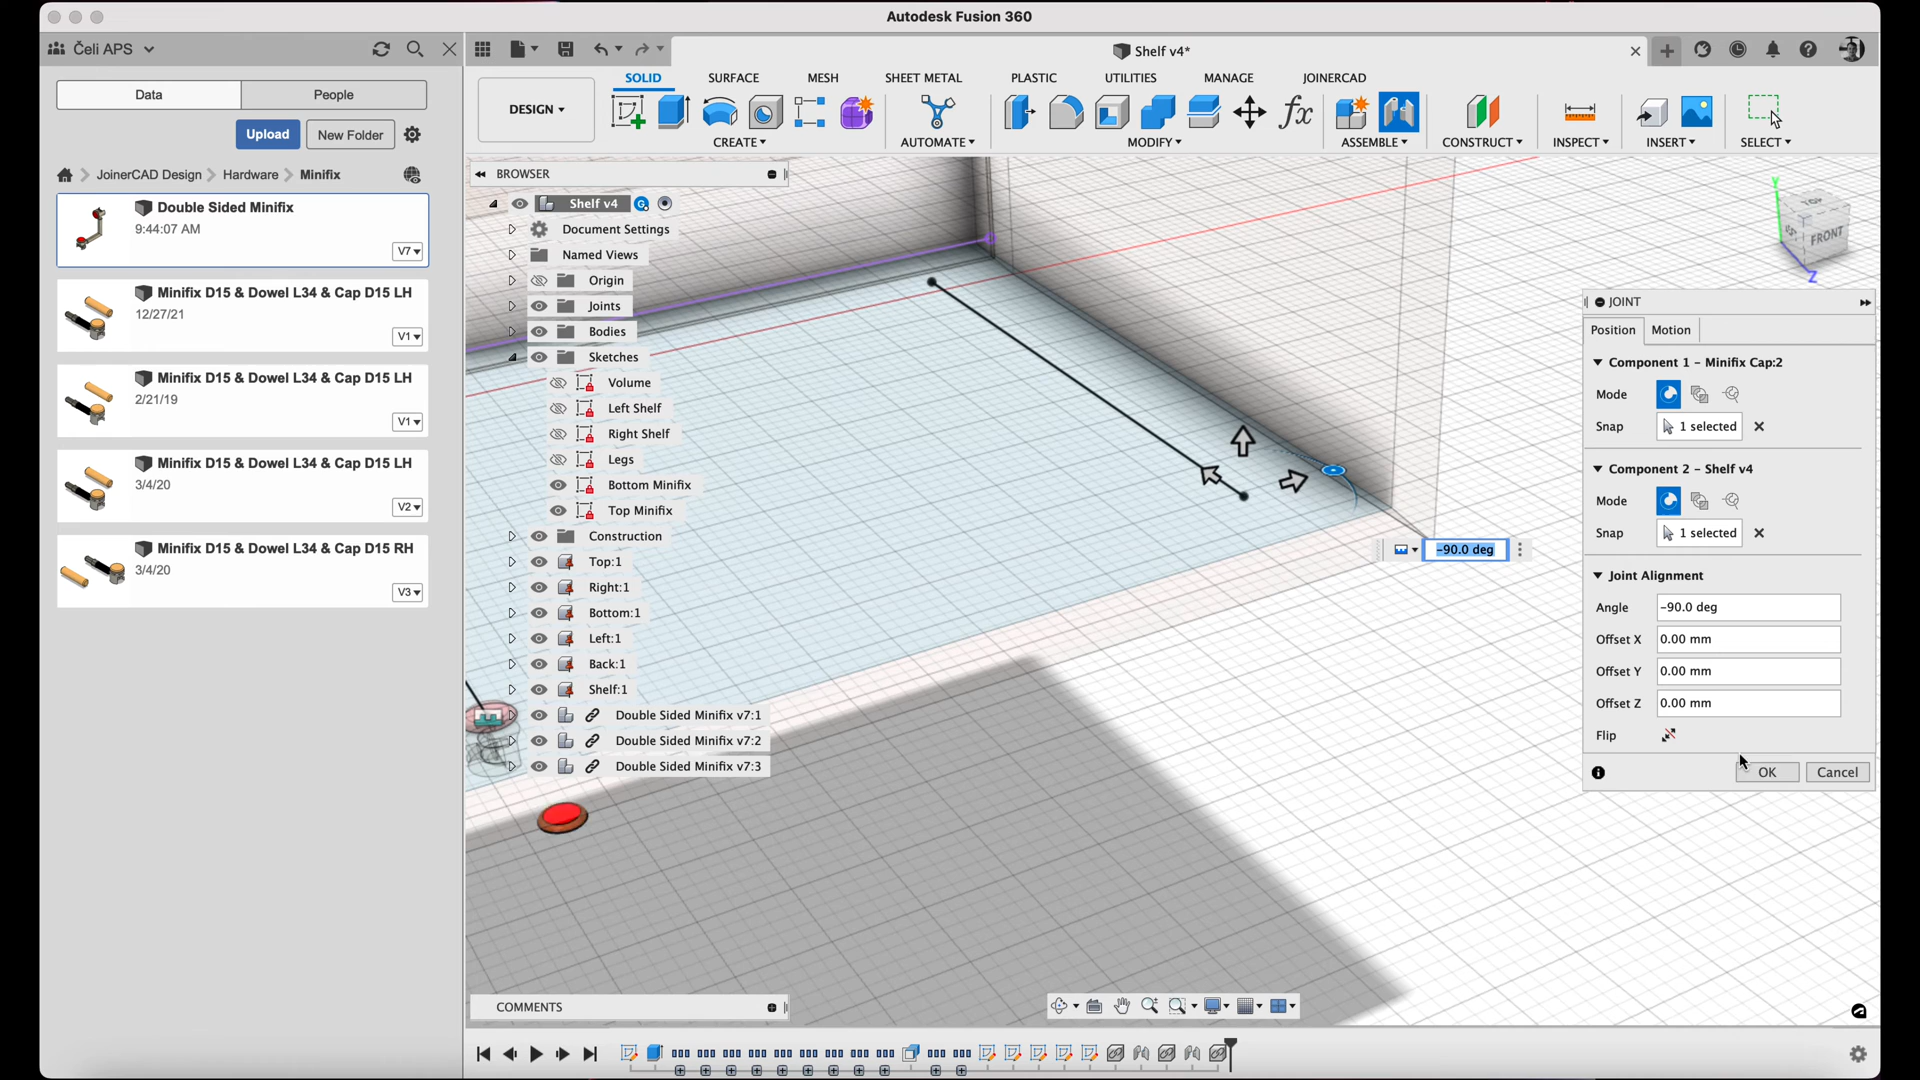 Autodesk Fusion 360
Čeli APS
Shelf v4*
Data
People
Upload
New Folder
JoinerCAD Design
Hardware
Minifix
Double Sided Minifix
9:44:07 AM
V7
Minifix D15 & Dowel L34 & Cap D15 LH
12/27/21
V1
Minifix D15 & Dowel L34 & Cap D15 LH
2/21/19
V1
Minifix D15 & Dowel L34 & Cap D15 LH
3/4/20
V2
Minifix D15 & Dowel L34 & Cap D15 RH
3/4/20
V3
DESIGN
SOLID
SURFACE
MESH
SHEET METAL
PLASTIC
UTILITIES
MANAGE
JOINERCAD
CREATE
AUTOMATE
MODIFY
ASSEMBLE
CONSTRUCT
INSPECT
INSERT
SELECT
BROWSER
Shelf v4
Document Settings
Named Views
Origin
Joints
Bodies
Sketches
Volume
Left Shelf
Right Shelf
Legs
Bottom Minifix
Top Minifix
Construction
Top:1
Right:1
Bottom:1
Left:1
Back:1
Shelf:1
Double Sided Minifix v7:1
Double Sided Minifix v7:2
Double Sided Minifix v7:3
-90.0 deg
TOP
FRONT
Y
Z
JOINT
Position
Motion
Component 1 - Minifix Cap:2
Mode
Snap
1 selected
Component 2 - Shelf v4
Mode
Snap
1 selected
Joint Alignment
Angle
-90.0 deg
Offset X
0.00 mm
Offset Y
0.00 mm
Offset Z
0.00 mm
Flip
OK
Cancel
COMMENTS